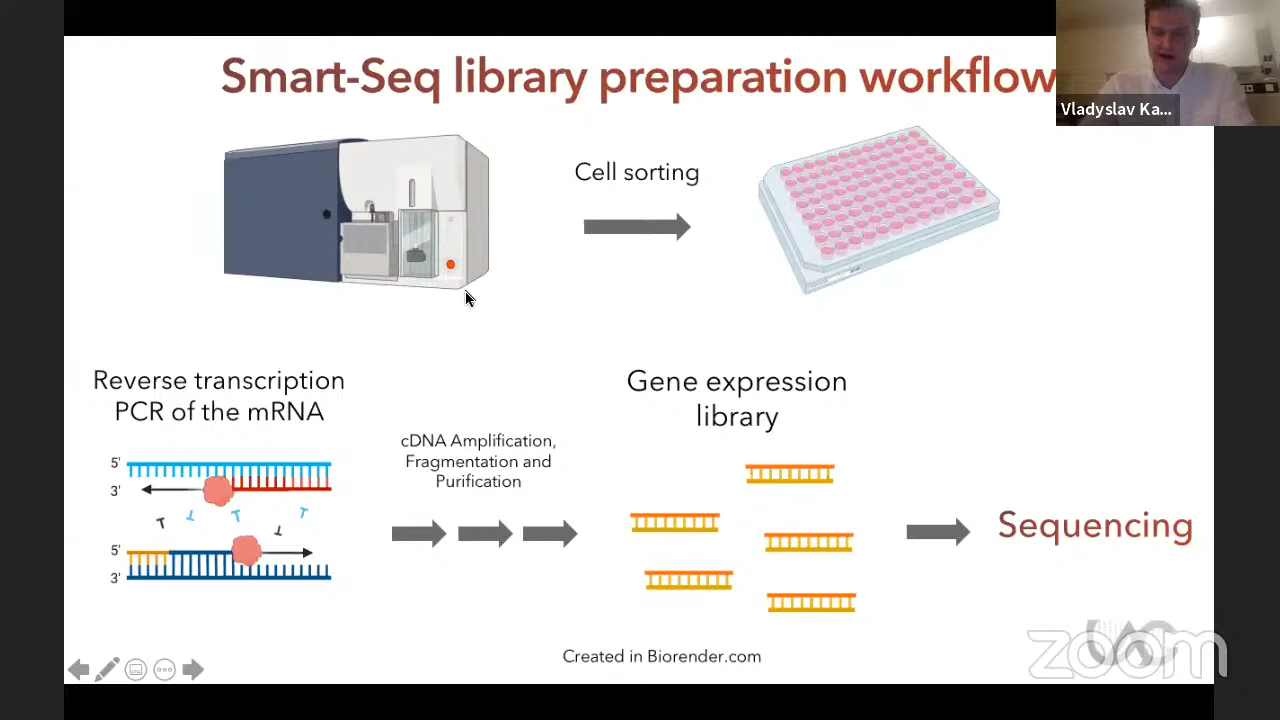 Smart-Seq library preparation workflow
Vladyslav Ka...
Cell sorting
Reverse transcription
PCR of the mRNA
5'
3'
5'
3'
cDNA Amplification,
Fragmentation and
Purification
Gene expression
library
Sequencing
Created in Biorender.com
zoom